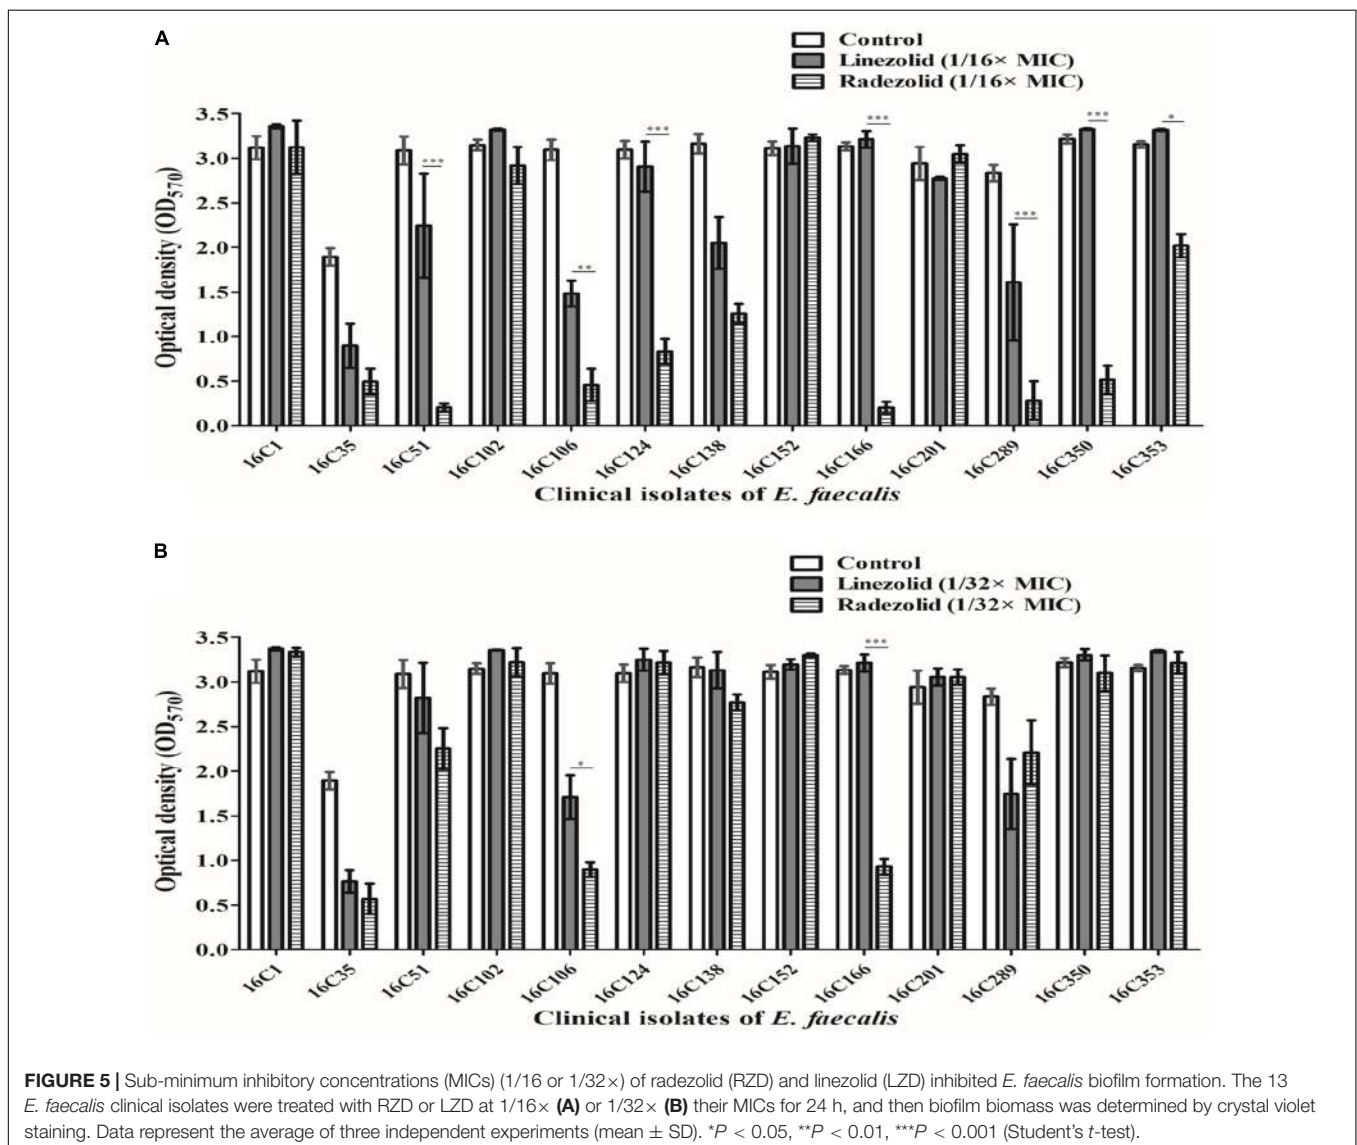 A
Control
Linezolid (1/16× MIC)
Radezolid (1/16× MIC)
Optical density (OD570)
3.5
3.0
2.5
2.0
1.5
1.0
0.5
0.0
***
**
***
***
***
***
*
16C1 16C35 16C51 16C102 16C106 16C124 16C138 16C152 16C166 16C201 16C289 16C350 16C353
Clinical isolates of E. faecalis
B
Control
Linezolid (1/32× MIC)
Radezolid (1/32× MIC)
Optical density (OD570)
3.5
3.0
2.5
2.0
1.5
1.0
0.5
0.0
*
***
16C1 16C35 16C51 16C102 16C106 16C124 16C138 16C152 16C166 16C201 16C289 16C350 16C353
Clinical isolates of E. faecalis
FIGURE 5 | Sub-minimum inhibitory concentrations (MICs) (1/16 or 1/32×) of radezolid (RZD) and linezolid (LZD) inhibited E. faecalis biofilm formation. The 13
E. faecalis clinical isolates were treated with RZD or LZD at 1/16× (A) or 1/32× (B) their MICs for 24 h, and then biofilm biomass was determined by crystal violet
staining. Data represent the average of three independent experiments (mean ± SD). *P < 0.05, **P < 0.01, ***P < 0.001 (Student's t-test).